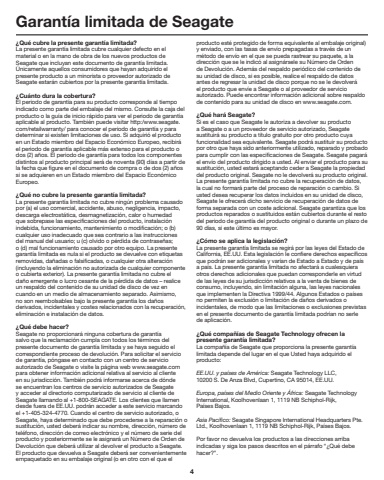 Garantía limitada de Seagate
¿Qué cubre la presente garantía limitada?
La presente garantía limitada cubre cualquier defecto en el
material o en la mano de obra de los nuevos productos de
Seagate que incluyen este documento de garantía limitada.
Únicamente aquellos consumidores que hayan adquirido el
presente producto a un minorista o proveedor autorizado de
Seagate estarán cubiertos por la presente garantía limitada.
¿Cuánto dura la cobertura?
El periodo de garantía para su producto corresponde al tiempo
indicado como parte del embalaje del mismo. Consulte la caja del
producto o la guía de inicio rápido para ver el periodo de garantía
aplicable al producto. También puede visitar http://www.seagate.
com/retailwarranty/ para conocer el periodo de garantía y para
determinar si existen limitaciones de uso. Si adquirió el producto
en un Estado miembro del Espacio Económico Europeo, recibirá
el periodo de garantía aplicable más extenso para el producto o
dos (2) años. El periodo de garantía para todos los componentes
distintos al producto principal será de noventa (90) días a partir de
la fecha que figure en el documento de compra o de dos (2) años
si se adquieren en un Estado miembro del Espacio Económico
Europeo.
¿Qué no cubre la presente garantía limitada?
La presente garantía limitada no cubre ningún problema causado
por (a) el uso comercial, accidente, abuso, negligencia, impacto,
descarga electrostática, desmagnetización, calor o humedad
que sobrepase las especificaciones del producto, instalación
indebida, funcionamiento, mantenimiento o modificación; o (b)
cualquier uso inadecuado que sea contrario a las instrucciones
del manual del usuario; u (c) olvido o pérdida de contraseñas;
o (d) mal funcionamiento causado por otro equipo. La presente
garantía limitada es nula si el producto se devuelve con etiquetas
removidas, dañadas o falsificadas, o cualquier otra alteración
(incluyendo la eliminación no autorizada de cualquier componente
o cubierta exterior). La presente garantía limitada no cubre el
daño emergente o lucro cesante de la pérdida de datos – realice
un respaldo del contenido de su unidad de disco de vez en
cuando en un medio de almacenamiento separado. Asimismo,
no son reembolsables bajo la presente garantía los daños
derivados, incidentales y costes relacionados con la recuperación,
eliminación e instalación de datos.
¿Qué debe hacer?
Seagate no proporcionará ninguna cobertura de garantía
salvo que la reclamación cumpla con todos los términos del
presente documento de garantía limitada y se haya seguido el
correspondiente proceso de devolución. Para solicitar el servicio
de garantía, póngase en contacto con un centro de servicio
autorizado de Seagate o visite la página web www.seagate.com
para obtener información adicional relativa al servicio al cliente
en su jurisdicción. También podrá informarse acerca de dónde
se encuentran los centros de servicio autorizados de Seagate
y acceder al directorio computarizado de servicio al cliente de
Seagate llamando al +1-800-SEAGATE. Los clientes que llamen
desde fuera de EE.UU. podrán acceder a este servicio marcando
el +1-405-324-4770. Cuando el centro de servicio autorizado, o
Seagate, haya determinado que debe procederse a la reparación o
sustitución, usted deberá indicar su nombre, dirección, número de
teléfono, dirección de correo electrónico y el número de serie del
producto y posteriormente se le asignará un Número de Orden de
Devolución que deberá utilizar al devolver el producto a Seagate.
El producto que devuelva a Seagate deberá ser convenientemente
empaquetado en su embalaje original (o en otro con el que el
producto esté protegido de forma equivalente al embalaje original)
y enviado, con las tasas de envío prepagadas a través de un
método de envío en el que se pueda rastrear su paquete, a la
dirección que se le indicó al asignársele su Número de Orden
de Devolución. Además del respaldo periódico del contenido de
su unidad de disco, si es posible, realice el respaldo de datos
antes de regresar la unidad de disco porque no se le devolverá
el producto que envíe a Seagate o al proveedor de servicio
autorizado. Puede encontrar información adicional sobre respaldo
de contenido para su unidad de disco en www.seagate.com.
¿Qué hará Seagate?
Si es el caso que Seagate le autoriza a devolver su producto
a Seagate o a un proveedor de servicio autorizado, Seagate
sustituirá su producto a título gratuito por otro producto cuya
funcionalidad sea equivalente. Seagate podrá sustituir su producto
por otro que haya sido anteriormente utilizado, reparado y probado
para cumplir con las especificaciones de Seagate. Seagate pagará
el envío del producto dirigido a usted. Al enviar el producto para su
sustitución, usted estará aceptando ceder a Seagate la propiedad
del producto original. Seagate no le devolverá su producto original.
La presente garantía limitada no cubre la recuperación de datos,
la cual no formará parte del proceso de reparación o cambio. Si
usted desea recuperar los datos incluidos en su unidad de disco,
Seagate le ofrecerá dicho servicio de recuperación de datos de
forma separada con un coste adicional. Seagate garantiza que los
productos reparados o sustituidos estén cubiertos durante el resto
del periodo de garantía del producto original o durante un plazo de
90 días, si este último es mayor.
¿Cómo se aplica la legislación?
La presente garantía limitada se regirá por las leyes del Estado de
California, EE.UU. Esta legislación le confiere derechos específicos
que podrán ser adicionales y varían de Estado a Estado y de país
a país. La presente garantía limitada no afectará a cualesquiera
otros derechos adicionales que puedan corresponderle en virtud
de las leyes de su jurisdicción relativos a la venta de bienes de
consumo, incluyendo, sin limitación alguna, las leyes nacionales
que implementen la Directiva 1999/44. Algunos Estados o países
no permiten la exclusión o limitación de daños derivados o
incidentales, de modo que las limitaciones o exclusiones previstas
en el presente documento de garantía limitada podrían no serle
de aplicación.
¿Qué compañías de Seagate Technology ofrecen la
presente garantía limitada?
La compañía de Seagate que proporciona la presente garantía
limitada depende del lugar en el que Usted haya adquirido el
producto:
EE.UU. y países de América: Seagate Technology LLC,
10200 S. De Anza Blvd, Cupertino, CA 95014, EE.UU.
Europa, países del Medio Oriente y África: Seagate Technology
International, Koolhovenlaan 1, 1119 NB Schiphol-Rijk,
Países Bajos.
Asia Pacífico: Seagate Singapore International Headquarters Pte.
Ltd., Koolhovenlaan 1, 1119 NB Schiphol-Rijk, Países Bajos.
Por favor no devuelva los productos a las direcciones arriba
indicadas y siga los pasos descritos en el párrafo "¿Qué debe
hacer?".
4